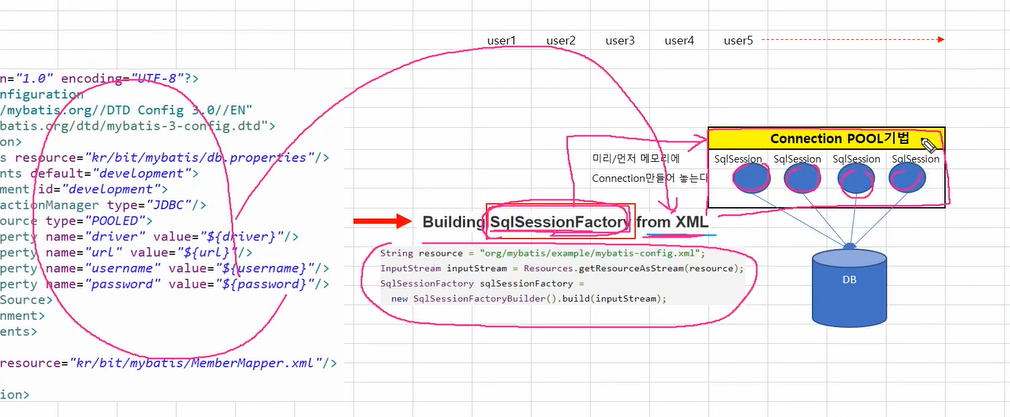 user1 user2 user3 user4 user5
n="1.0" encoding="UTF-8"?>
nfiguration
/mybatis.org//DTD Config 3.0//EN"
batis.org/dtd/mybatis-3-config.dtd">
on>
s resource="kr/bit/mybatis/db.properties"/>
nts default="development">
ment id="development">
actionManager type="JDBC"/>
ource type="POOLED">
perty name="driver" value="${driver}"/>
perty name="url" value="${url}"/>
perty name="username" value="${username}"/>
perty name="password" value="${password}"/>
Source>
nment>
ents>
resource="kr/bit/mybatis/MemberMapper.xml"/>
ion>
미리/먼저 메모리에
Connection만들어 놓는다
Connection POOL기법
SqlSession SqlSession SqlSession SqlSession
Building SqlSessionFactory from XML
String resource = "org/mybatis/example/mybatis-config.xml";
InputStream inputStream = Resources.getResourceAsStream(resource);
SqlSessionFactory sqlSessionFactory =
new SqlSessionFactoryBuilder().build(inputStream);
DB